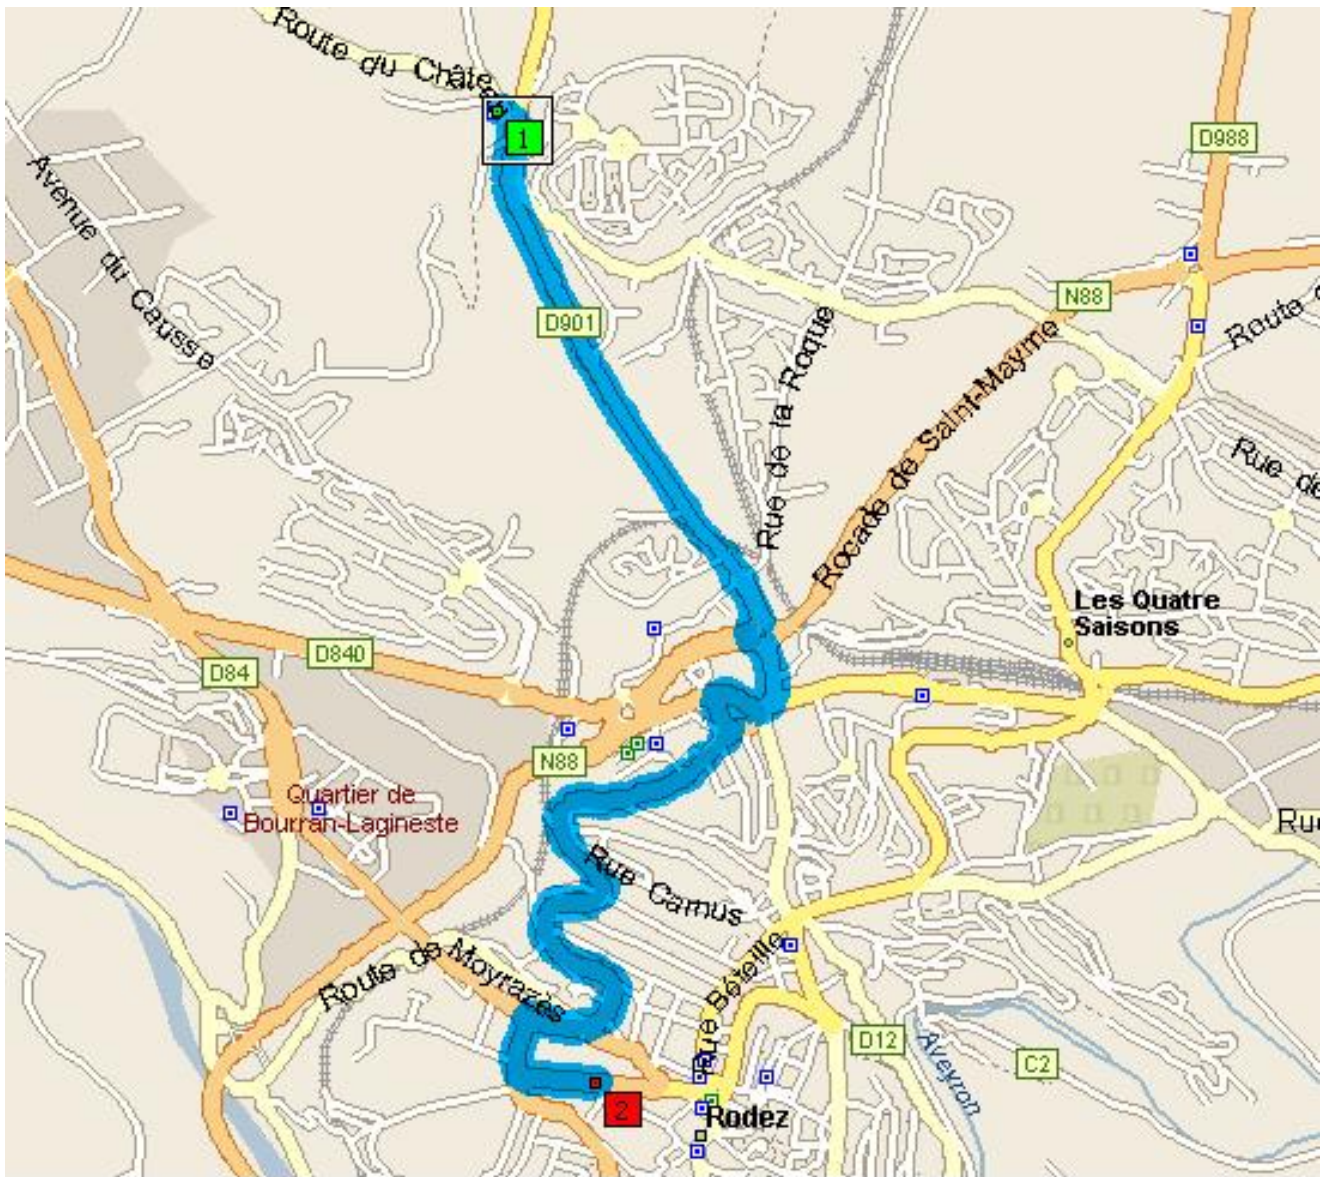 Route du Châte
1
D988
Avenue du Causse
N88
D901
Route d
Rue de la Roque
Rocade de Saint-Mayme
Rue de
Les Quatre
Saisons
D840
D84
N88
Quartier de
Bourran-Lagineste
Rue
Rue Camus
Route de Moyrazès
Rue Béteille
D12
Aveyron
C2
2
Rodez